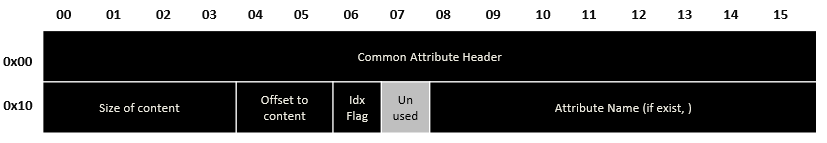 00 01 02 03 04 05 06 07 08 09 10 11 12 13 14 15
0x00 Common Attribute Header
0x10 Size of content Offset to content Idx Flag Un used Attribute Name (if exist, )